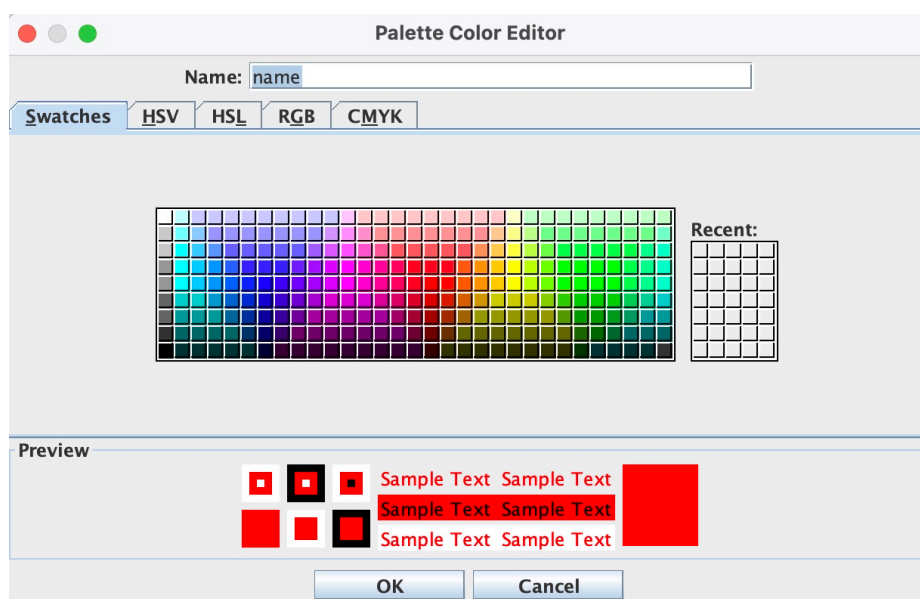 Palette Color Editor
Name: name
Swatches HSV HSL RGB CMYK
Recent:
Preview
Sample Text Sample Text
Sample Text Sample Text
Sample Text Sample Text
OK Cancel